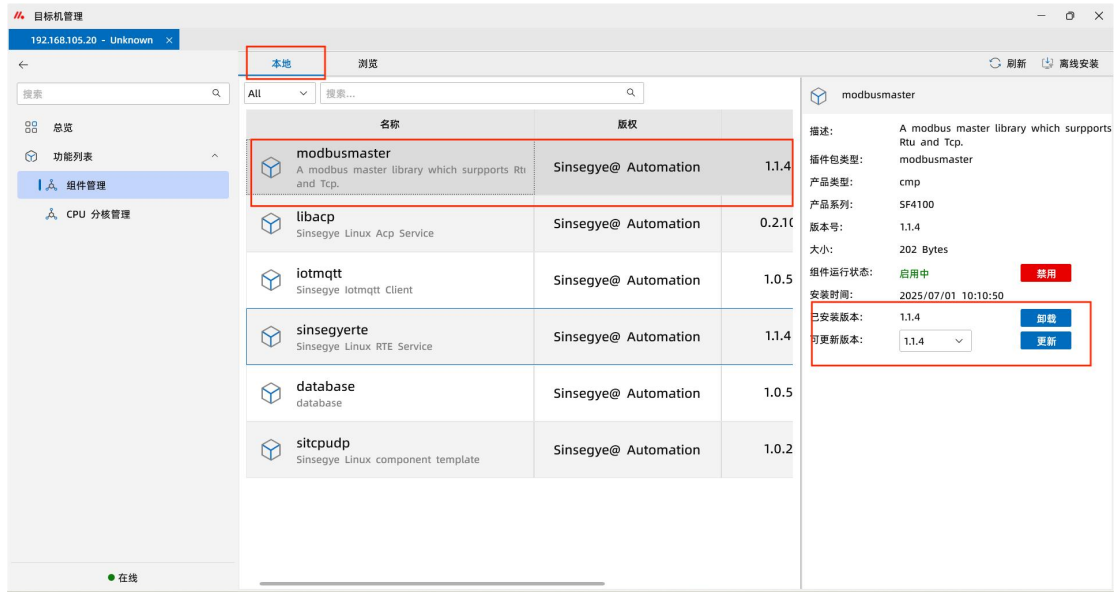 目标机管理
192.168.105.20 - Unknown ×
本地
浏览
刷新
离线安装
搜索
All
搜索...
总览
功能列表
组件管理
CPU 分核管理
名称
版权
modbusmaster
A modbus master library which surpports Rtu
and Tcp.
Sinsegye@ Automation
1.1.4
libacp
Sinsegye Linux Acp Service
Sinsegye@ Automation
0.2.10
iotmqtt
Sinsegye Iotmqtt Client
Sinsegye@ Automation
1.0.5
sinsegyerte
Sinsegye Linux RTE Service
Sinsegye@ Automation
1.1.4
database
database
Sinsegye@ Automation
1.0.5
sitcpudp
Sinsegye Linux component template
Sinsegye@ Automation
1.0.2
modbusmaster
描述: A modbus master library which surpports
Rtu and Tcp.
插件包类型: modbusmaster
产品类型: cmp
产品系列: SF4100
版本号: 1.1.4
大小: 202 Bytes
组件运行状态: 启用中 禁用
安装时间: 2025/07/01 10:10:50
已安装版本: 1.1.4 卸载
可更新版本: 1.1.4 更新
在线